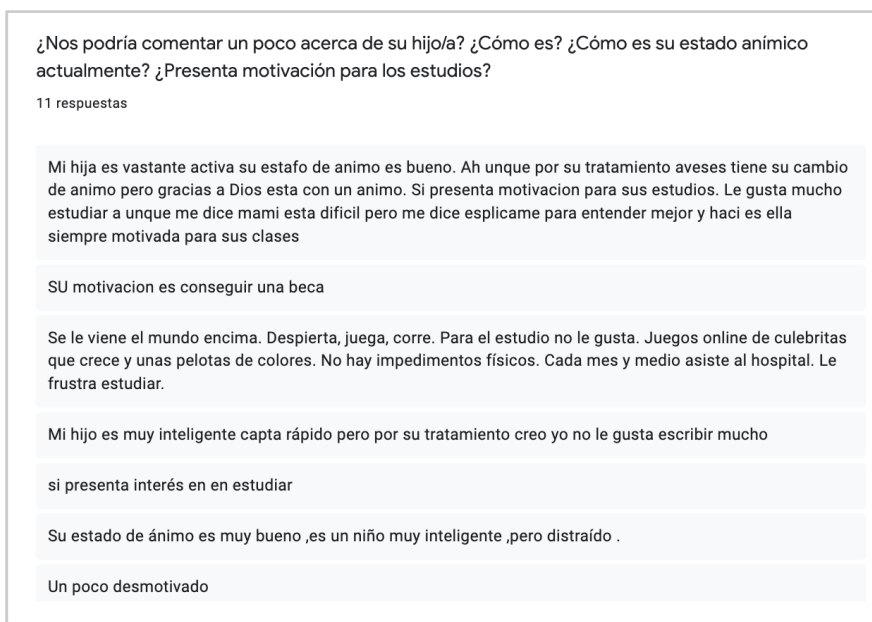 ¿Nos podría comentar un poco acerca de su hijo/a? ¿Cómo es? ¿Cómo es su estado anímico
actualmente? ¿Presenta motivación para los estudios?
11 respuestas
Mi hija es vastante activa su estafo de animo es bueno. Ah unque por su tratamiento aveses tiene su cambio
de animo pero gracias a Dios esta con un animo. Si presenta motivacion para sus estudios. Le gusta mucho
estudiar a unque me dice mami esta dificil pero me dice esplicame para entender mejor y haci es ella
siempre motivada para sus clases
SU motivacion es conseguir una beca
Se le viene el mundo encima. Despierta, juega, corre. Para el estudio no le gusta. Juegos online de culebritas
que crece y unas pelotas de colores. No hay impedimentos físicos. Cada mes y medio asiste al hospital. Le
frustra estudiar.
Mi hijo es muy inteligente capta rápido pero por su tratamiento creo yo no le gusta escribir mucho
si presenta interés en en estudiar
Su estado de ánimo es muy bueno ,es un niño muy inteligente ,pero distraído .
Un poco desmotivado